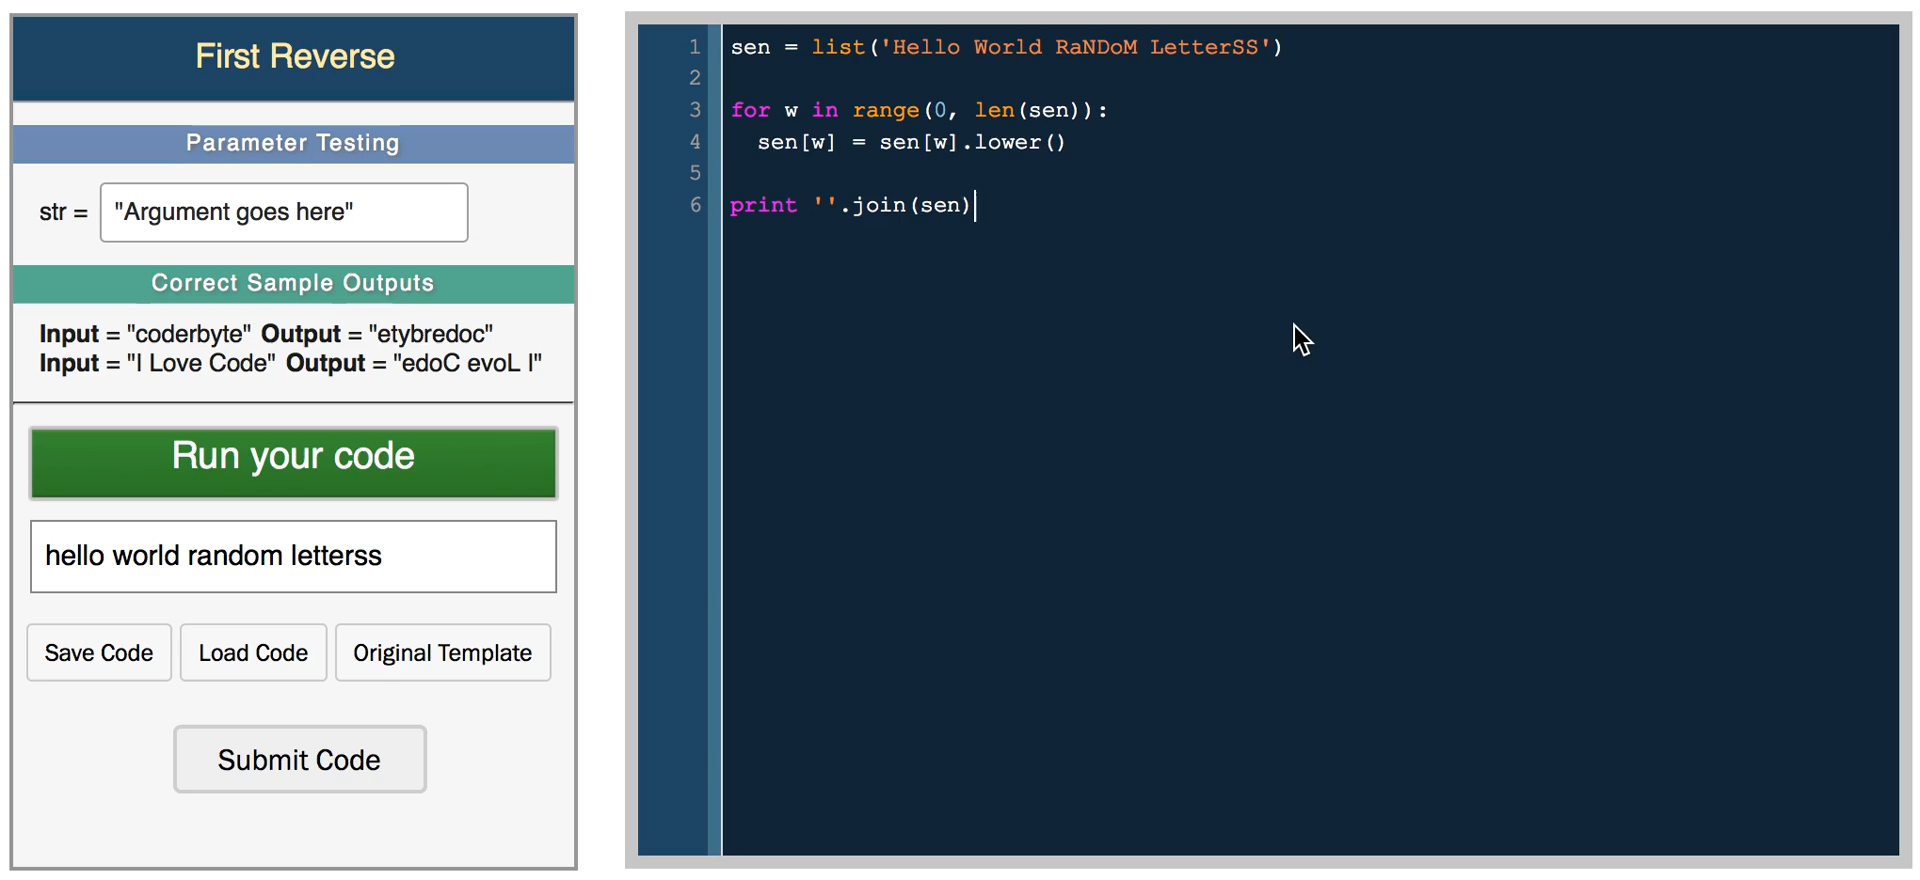 First Reverse
Parameter Testing
str = "Argument goes here"
Correct Sample Outputs
Input = "coderbyte" Output = "etybredoc"
Input = "I Love Code" Output = "edoC evoL I"
Run your code
hello world random letterss
Save Code Load Code Original Template
Submit Code
1 sen = list('Hello World RaNDoM LetterSS')
2
3 for w in range(0, len(sen)):
4   sen[w] = sen[w].lower()
5
6 print ''.join(sen)